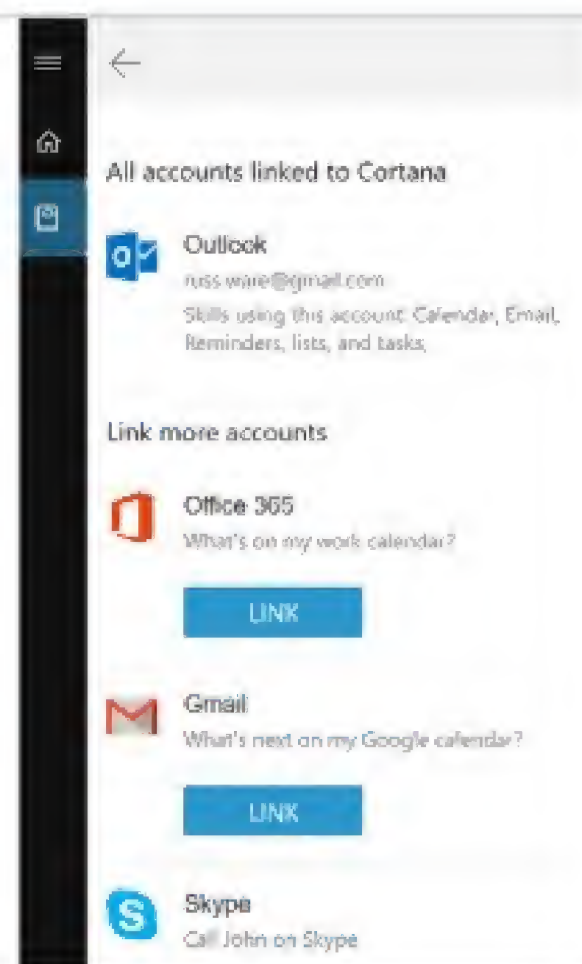 All accounts linked to Cortana
Outlook
russ.ware@gmail.com
Skills using this account: Calendar, Email,
Reminders, lists, and tasks,
Link more accounts
Office 365
What's on my work calendar?
LINK
Gmail
What's next on my Google calendar?
LINK
Skype
Call John on Skype